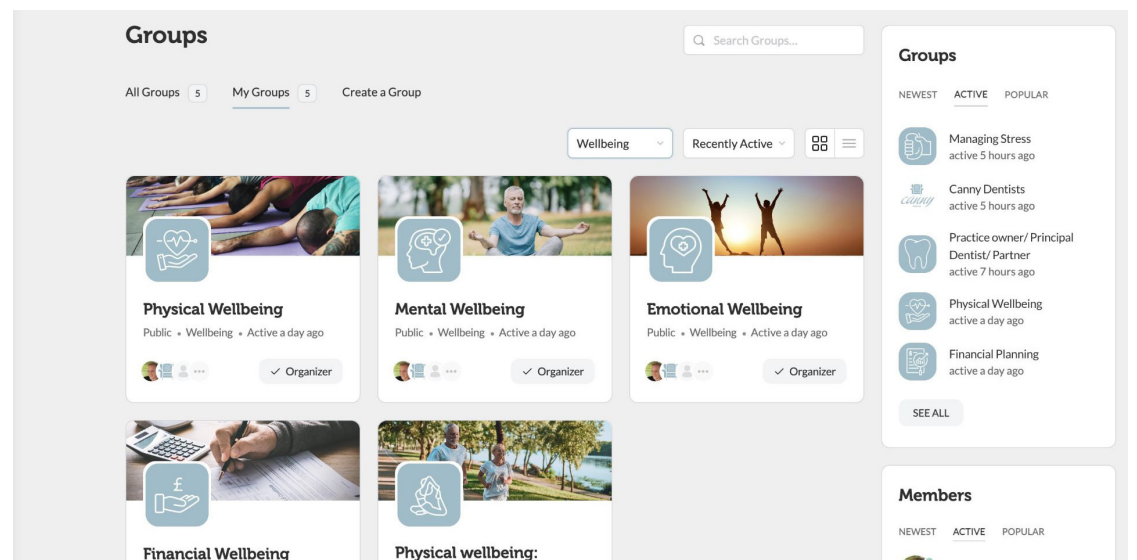 Groups
Search Groups...
All Groups 5 My Groups 5 Create a Group
Wellbeing Recently Active
Physical Wellbeing
Public • Wellbeing • Active a day ago
✓ Organizer
Mental Wellbeing
Public • Wellbeing • Active a day ago
✓ Organizer
Emotional Wellbeing
Public • Wellbeing • Active a day ago
✓ Organizer
£
Financial Wellbeing
Physical wellbeing:
Groups
NEWEST ACTIVE POPULAR
Managing Stress
active 5 hours ago
canny
Canny Dentists
active 5 hours ago
Practice owner/ Principal
Dentist/ Partner
active 7 hours ago
Physical Wellbeing
active a day ago
Financial Planning
active a day ago
SEE ALL
Members
NEWEST ACTIVE POPULAR